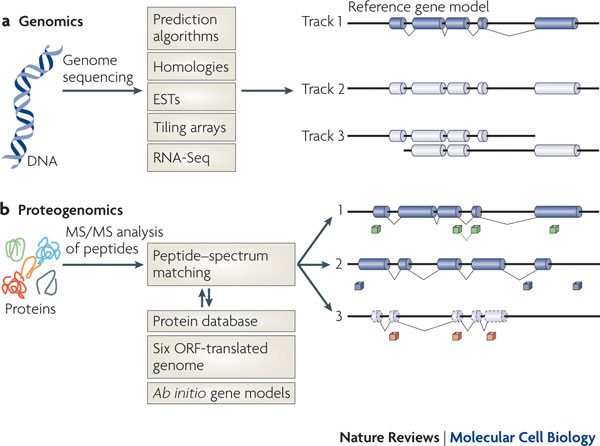 a Genomics
Genome
sequencing
DNA
Prediction
algorithms
Homologies
ESTs
Tiling arrays
RNA-Seq
Reference gene model
Track 1
Track 2
Track 3
b Proteogenomics
MS/MS analysis
of peptides
Proteins
Peptide–spectrum
matching
Protein database
Six ORF-translated
genome
Ab initio gene models
1
2
3
Nature Reviews | Molecular Cell Biology